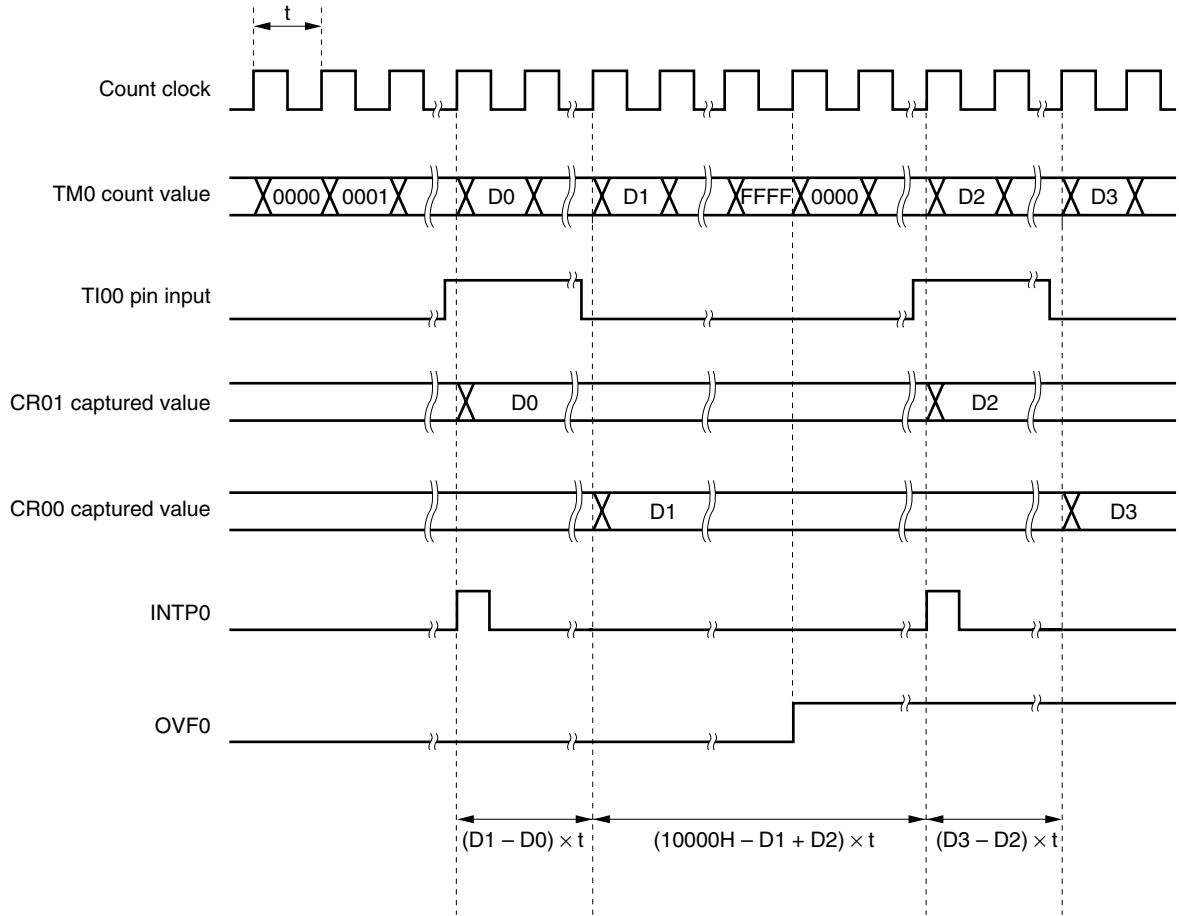 t
Count clock
TM0 count value
0000 0001 D0 D1 FFFF 0000 D2 D3
TI00 pin input
CR01 captured value
D0 D2
CR00 captured value
D1 D3
INTP0
OVF0
(D1 – D0) × t (10000H – D1 + D2) × t (D3 – D2) × t